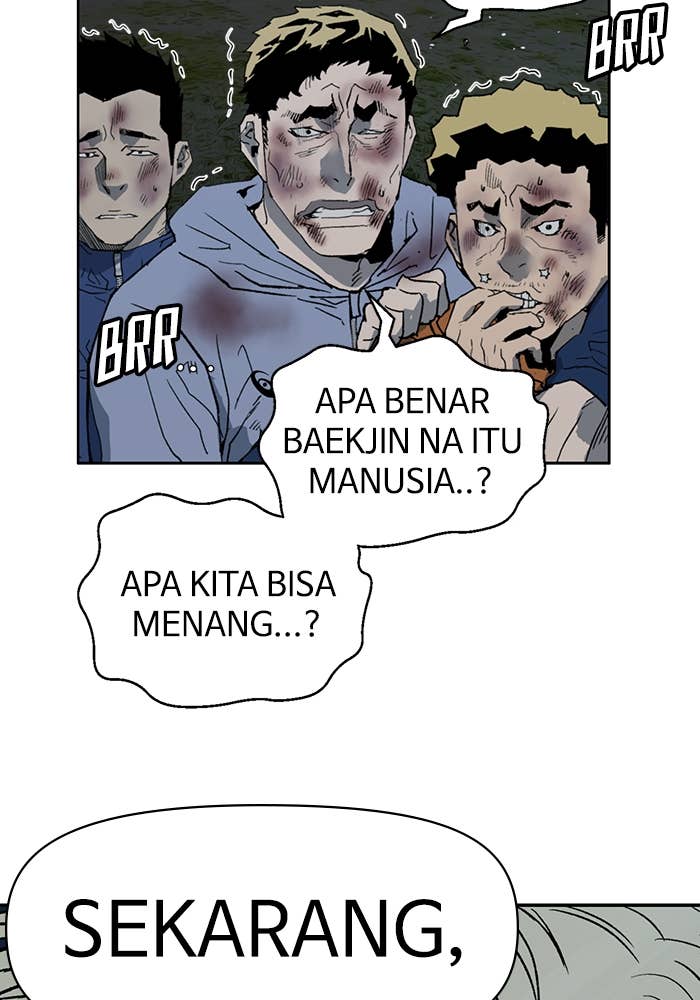 BRR
BRR...
APA BENAR
BAEKJIN NA ITU
MANUSIA..?
APA KITA BISA
MENANG...?
SEKARANG,